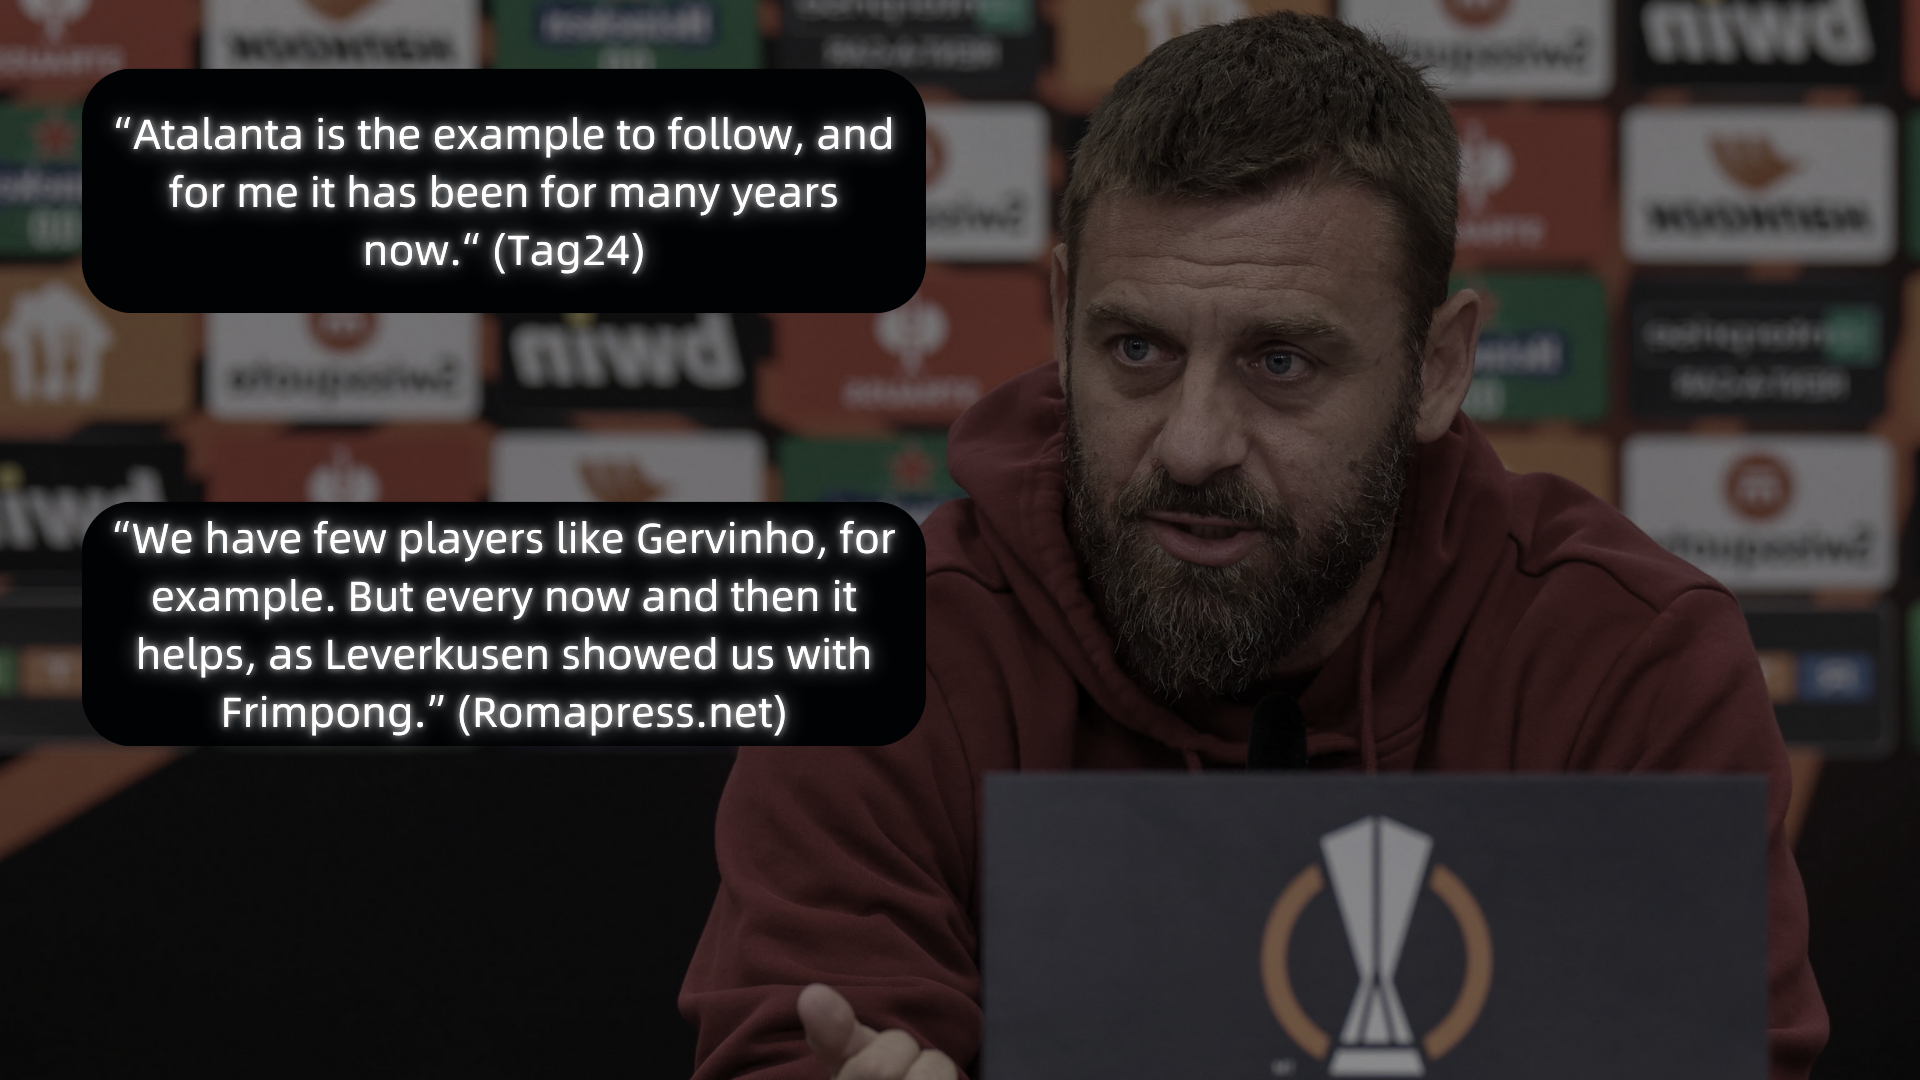 “Atalanta is the example to follow, and
for me it has been for many years
now.“ (Tag24)
“We have few players like Gervinho, for
example. But every now and then it
helps, as Leverkusen showed us with
Frimpong.” (Romapress.net)